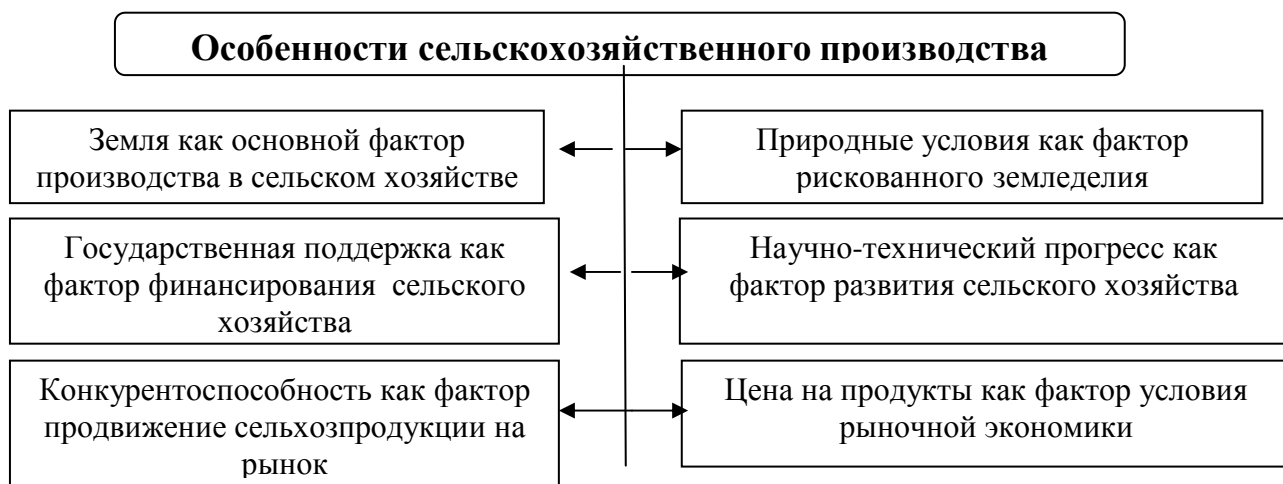 Особенности сельскохозяйственного производства
Земля как основной фактор
производства в сельском хозяйстве
Природные условия как фактор
рискованного земледелия
Государственная поддержка как
фактор финансирования сельского
хозяйства
Научно-технический прогресс как
фактор развития сельского хозяйства
Конкурентоспособность как фактор
продвижение сельхозпродукции на
рынок
Цена на продукты как фактор условия
рыночной экономики